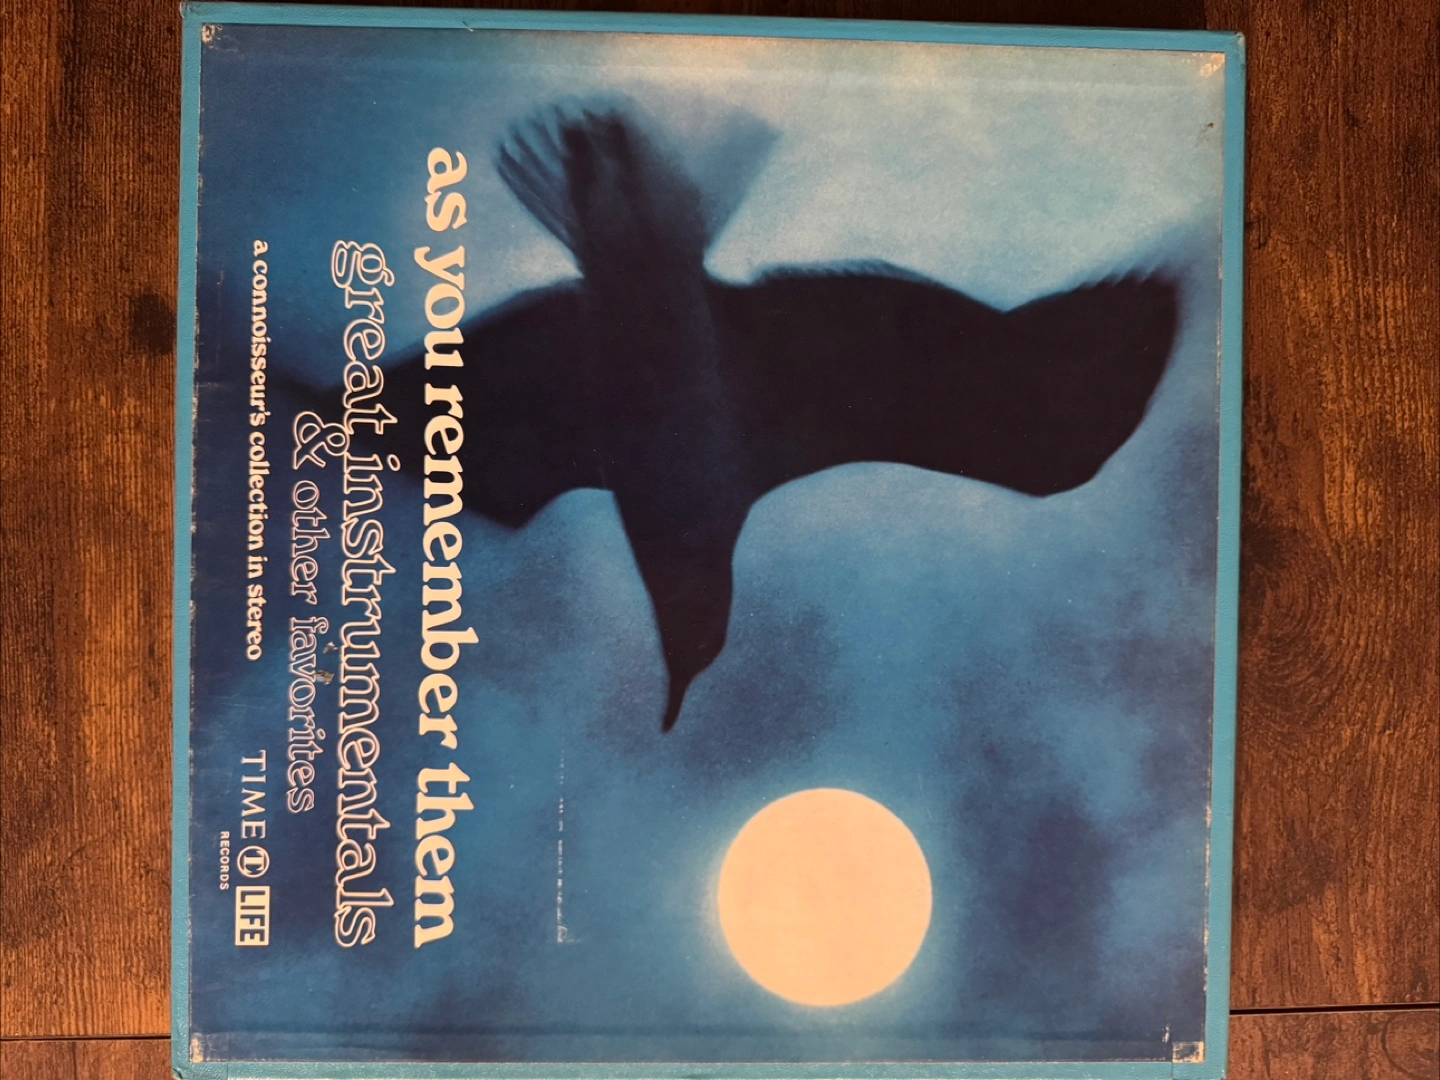 as you remember them
great instrumentals
& other favorites
a connoisseur's collection in stereo
TIME T LIFE
RECORDS